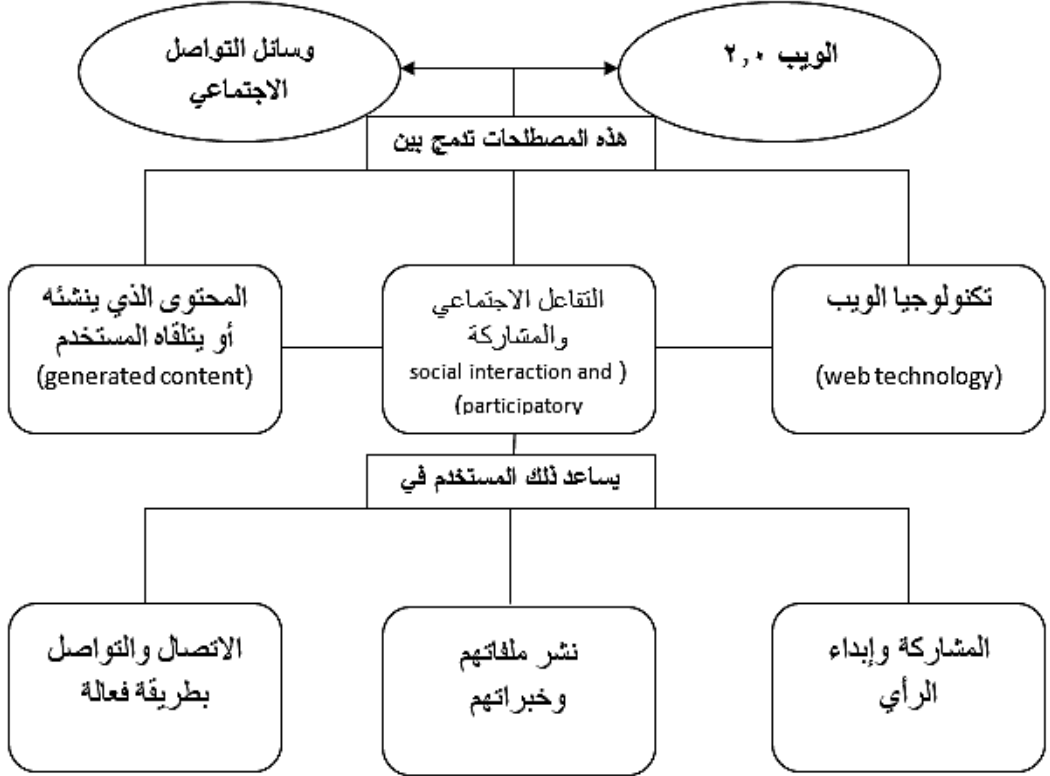 الويب ٢,٠
وسائل التواصل
الاجتماعي
هذه المصطلحات تدمج بين
تكنولوجيا الويب
(web technology)
التفاعل الاجتماعي
والمشاركة
social interaction and )
(participatory
المحتوى الذي ينشئه
أو يتلقاه المستخدم
(generated content)
يساعد ذلك المستخدم في
المشاركة وإبداء
الرأي
نشر ملفاتهم
وخبراتهم
الاتصال والتواصل
بطريقة فعالة